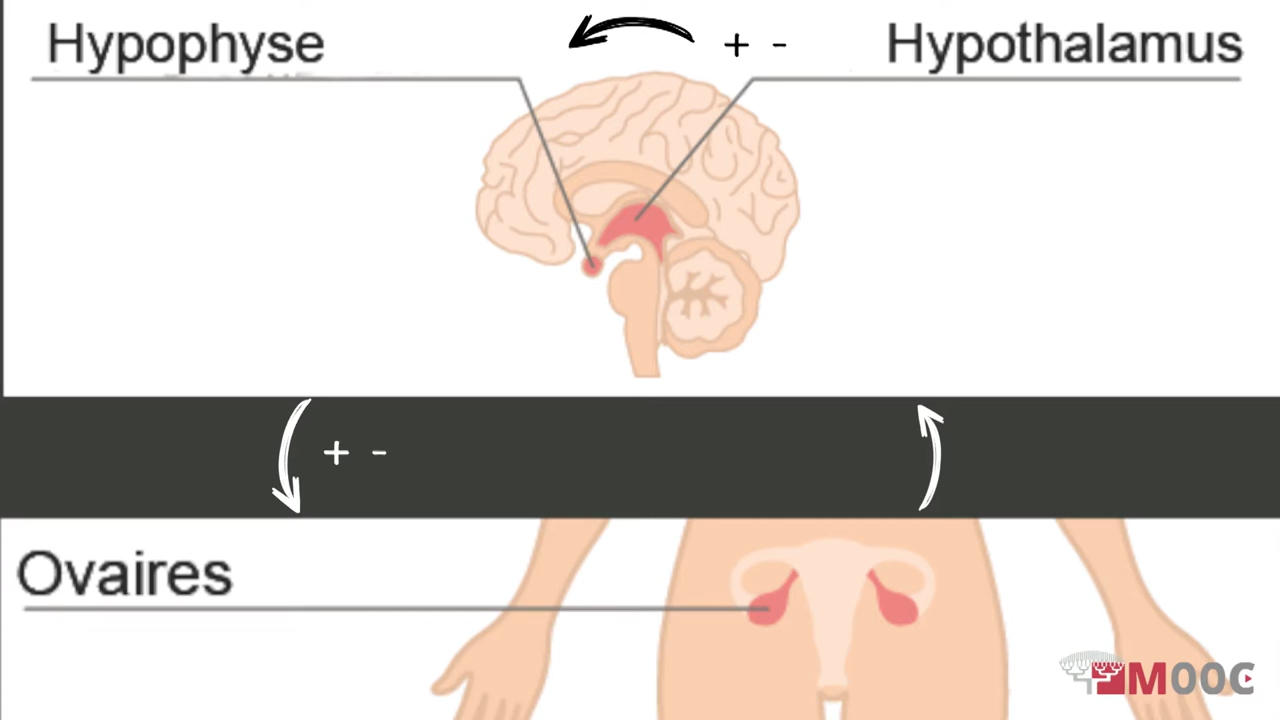 Hypophyse
+ -
Hypothalamus
+ -
Ovaires
MOOC